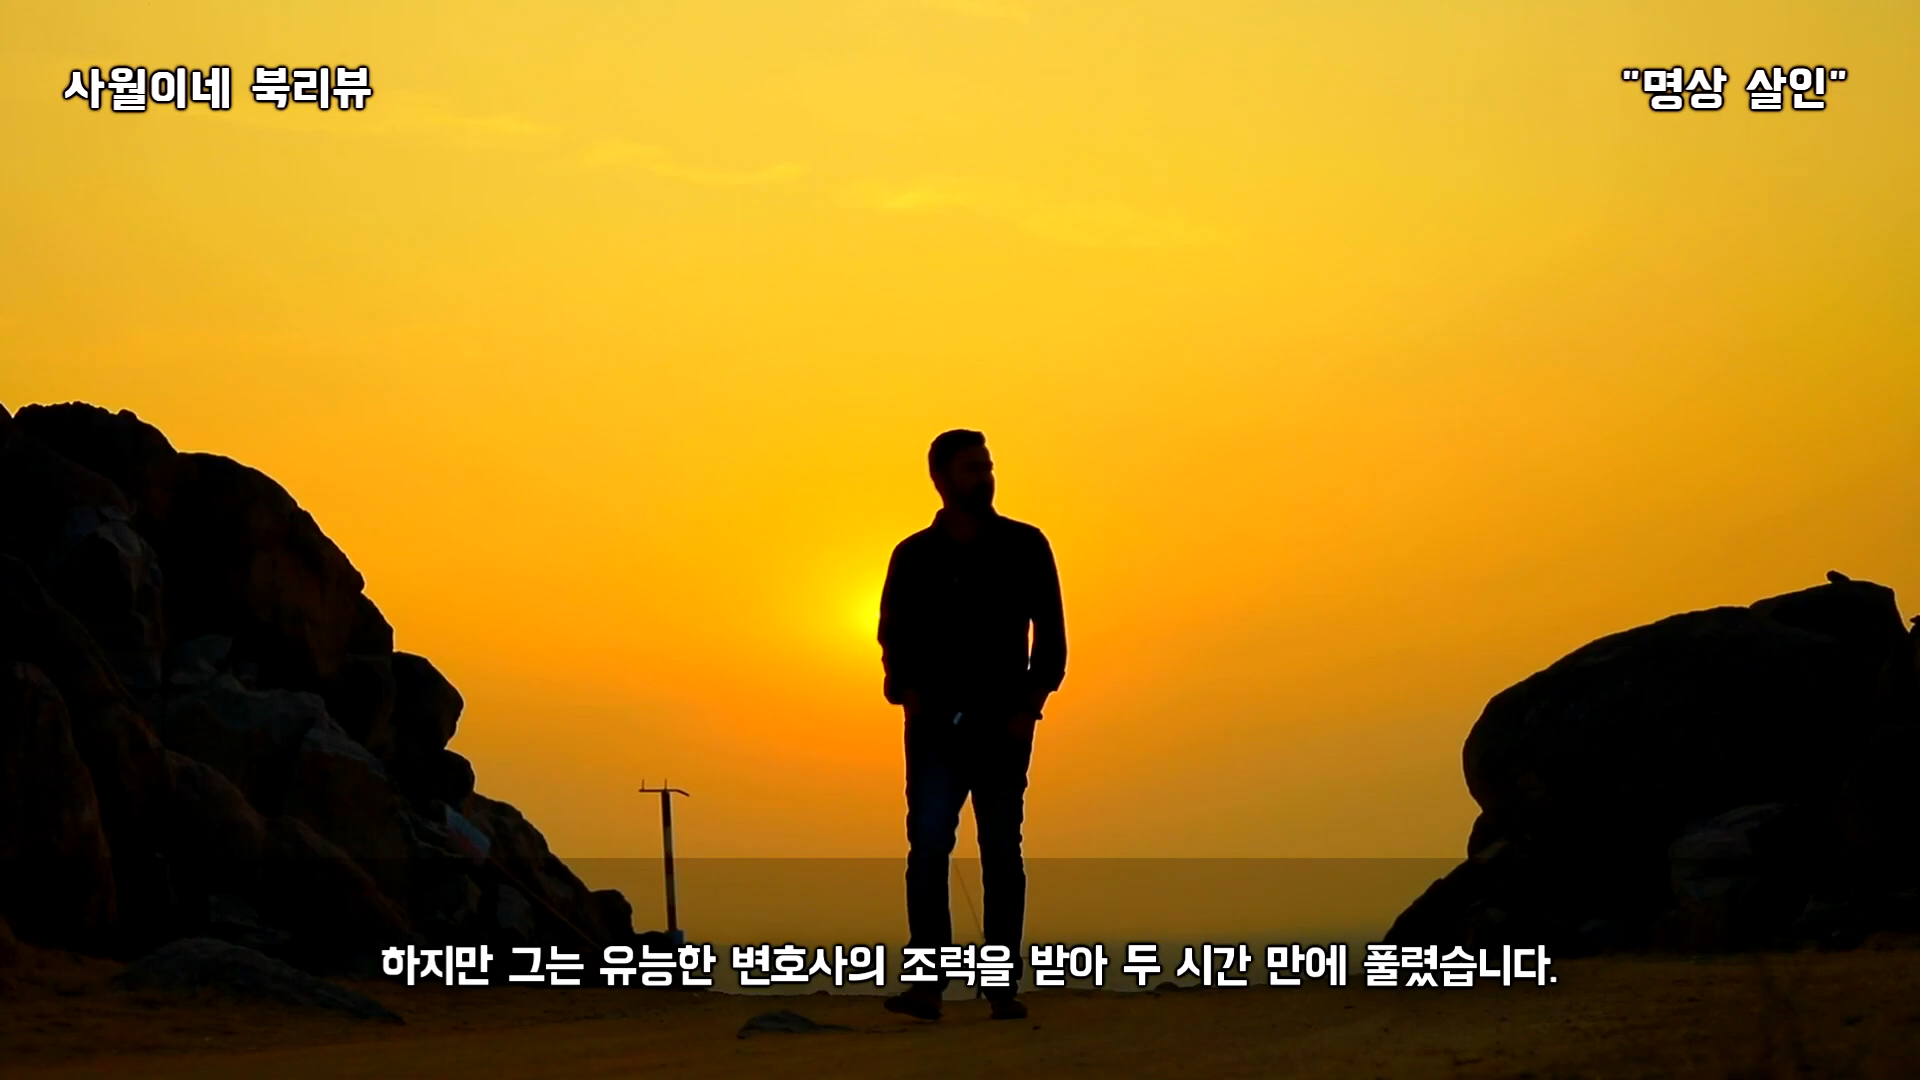 사월이네 북리뷰
"명상 살인"
하지만 그는 유능한 변호사의 조력을 받아 두 시간 만에 풀렸습니다.